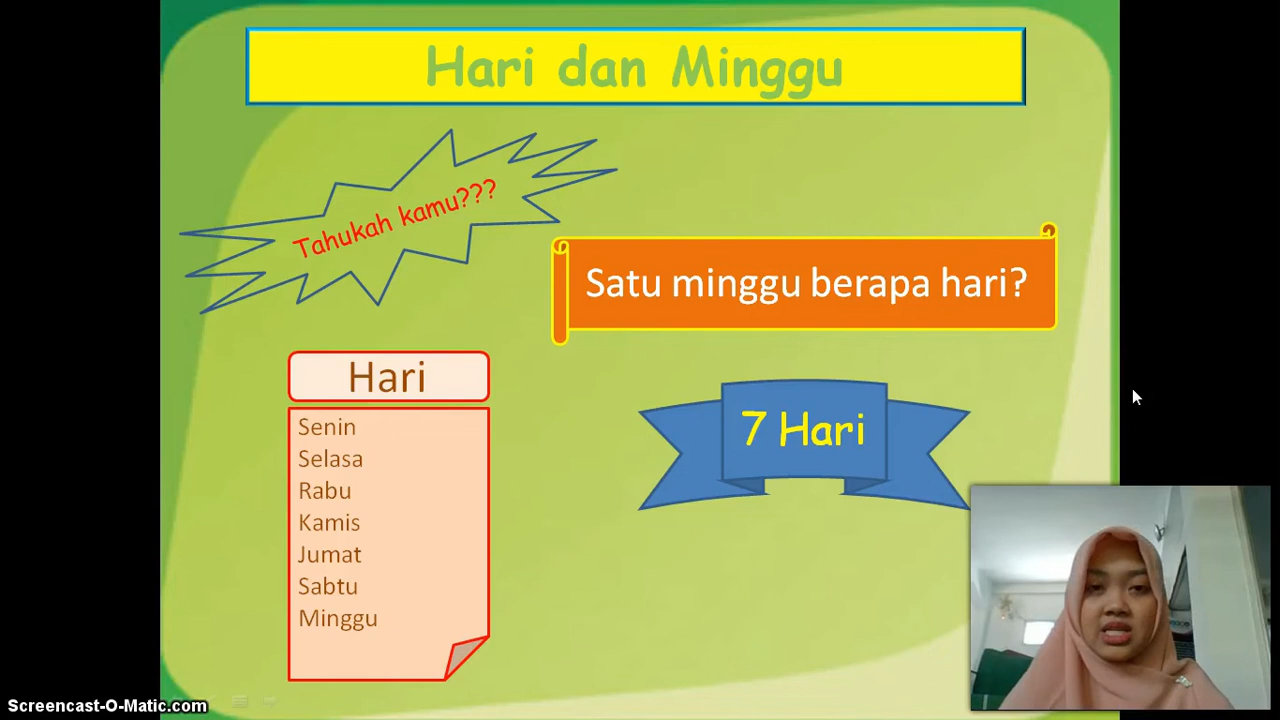 Hari dan Minggu
Tahukah kamu???
Satu minggu berapa hari?
Hari
Senin
Selasa
Rabu
Kamis
Jumat
Sabtu
Minggu
7 Hari
Screencast-O-Matic.com